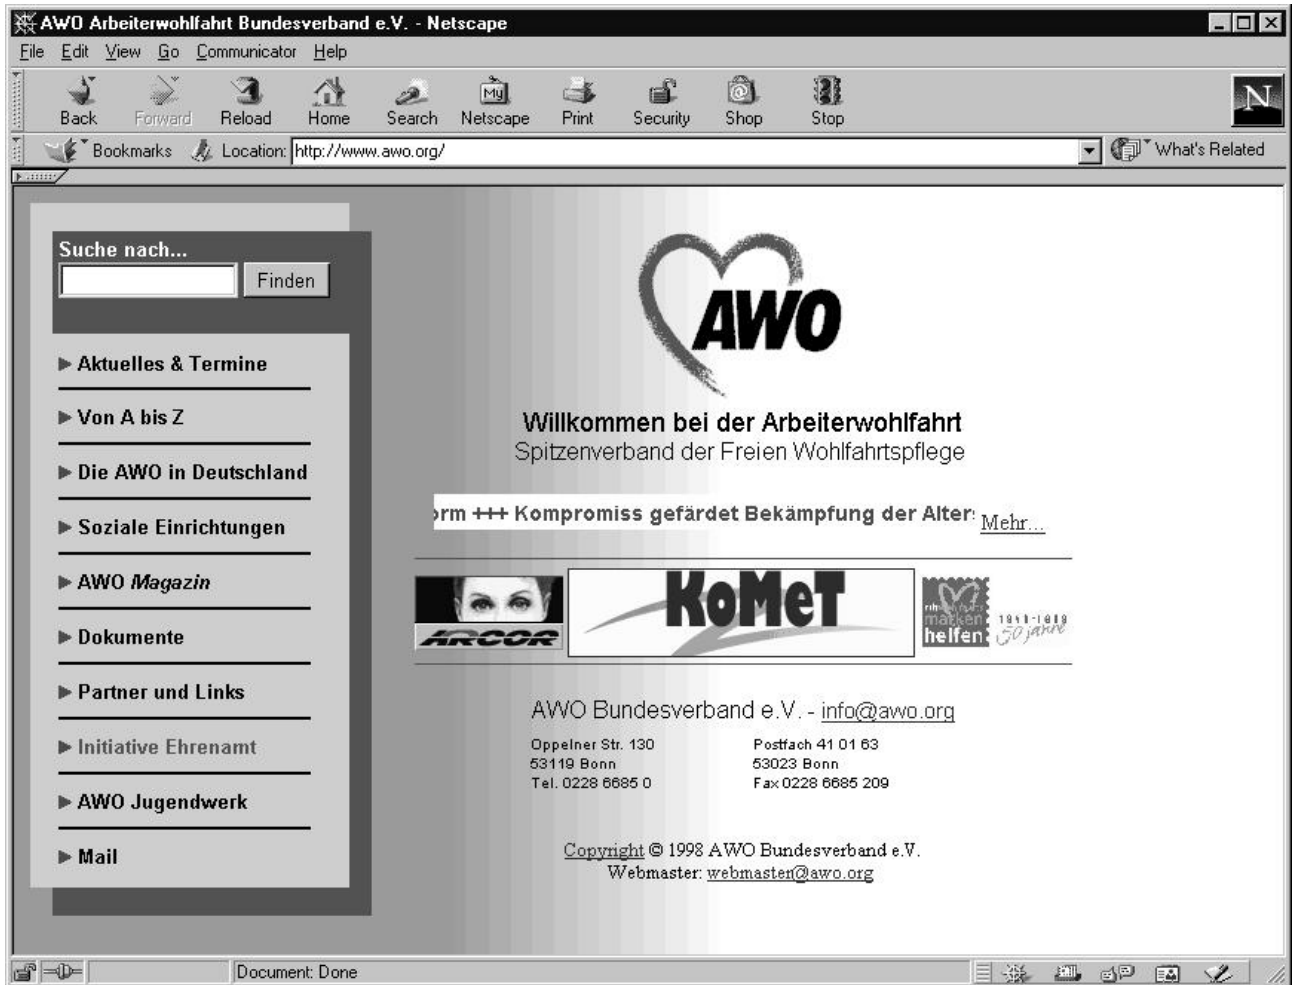 AWO Arbeiterwohlfahrt Bundesverband e.V. - Netscape
File Edit View Go Communicator Help
Back Forward Reload Home Search Netscape Print Security Shop Stop
Bookmarks Location: http://www.awo.org/ What's Related
Suche nach...
Finden
Aktuelles & Termine
Von A bis Z
Die AWO in Deutschland
Soziale Einrichtungen
AWO Magazin
Dokumente
Partner und Links
Initiative Ehrenamt
AWO Jugendwerk
Mail
AWO
Willkommen bei der Arbeiterwohlfahrt
Spitzenverband der Freien Wohlfahrtspflege
orm +++ Kompromiss gefärdet Bekämpfung der Alters Mehr...
ARCOR
KoMeT
marken
helfen
50 jahre
AWO Bundesverband e.V. - info@awo.org
Oppelner Str. 130 Postfach 41 01 63
53119 Bonn 53023 Bonn
Tel. 0228 6685 0 Fax 0228 6685 209
Copyright © 1998 AWO Bundesverband e.V.
Webmaster: webmaster@awo.org
Document: Done